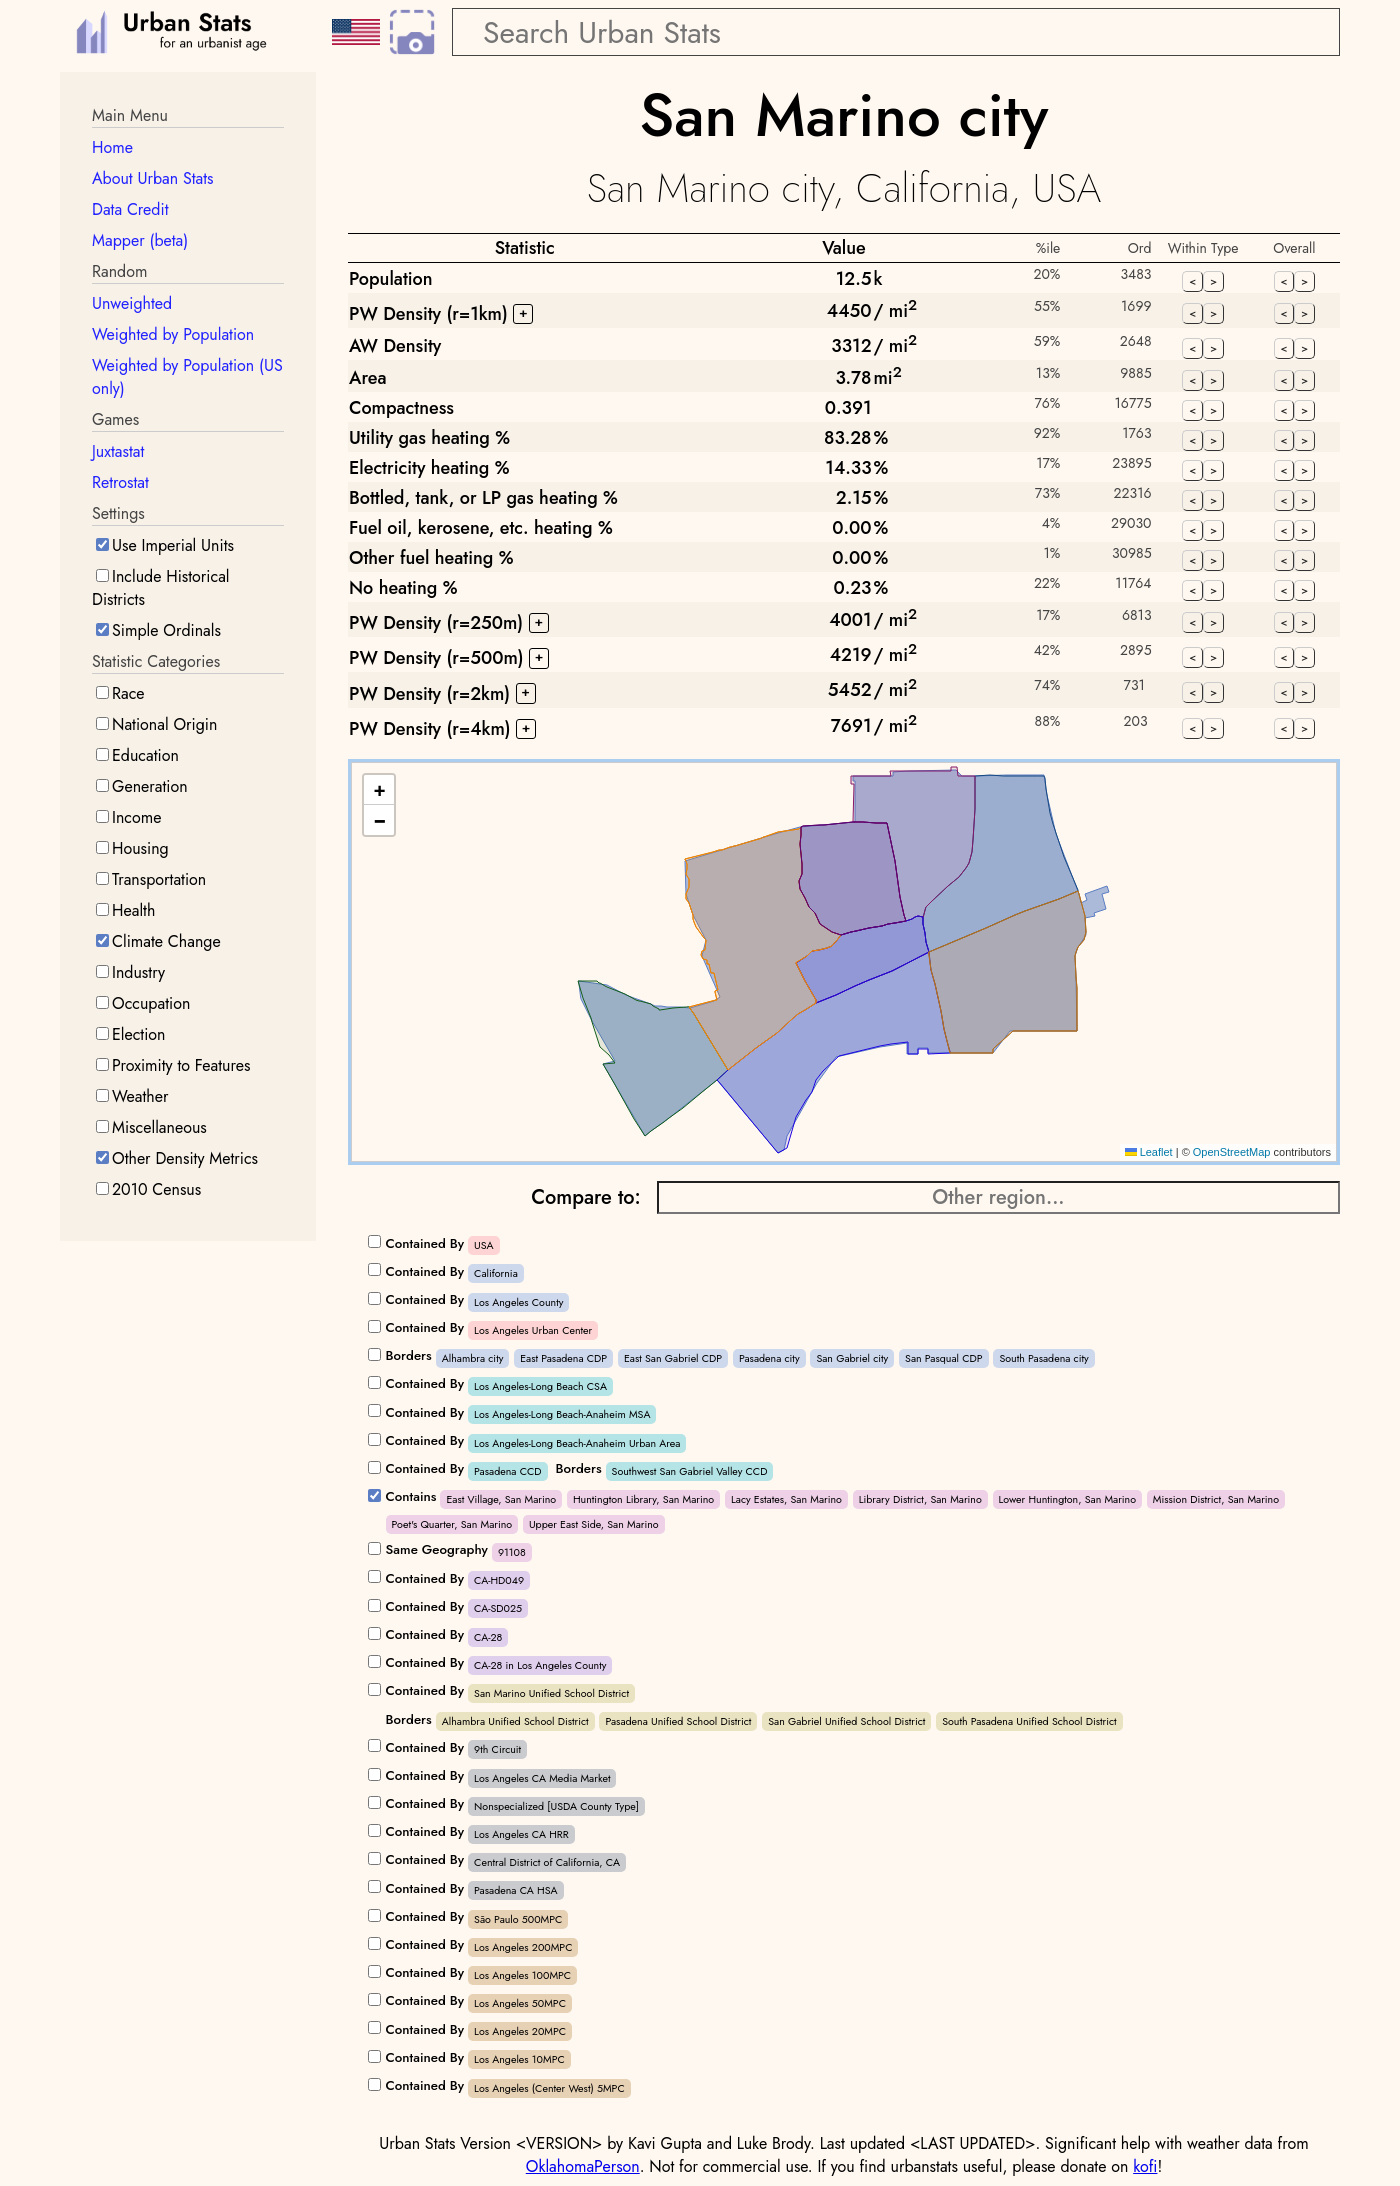 Urban Stats
for an urbanist age
Search Urban Stats
Main Menu
Home
About Urban Stats
Data Credit
Mapper (beta)
Random
Unweighted
Weighted by Population
Weighted by Population (US
only)
Games
Juxtastat
Retrostat
Settings
Use Imperial Units
Include Historical
Districts
Simple Ordinals
Statistic Categories
Race
National Origin
Education
Generation
Income
Housing
Transportation
Health
Climate Change
Industry
Occupation
Election
Proximity to Features
Weather
Miscellaneous
Other Density Metrics
2010 Census
San Marino city
San Marino city, California, USA
Statistic Value %ile Ord Within Type Overall
Population 12.5k 20% 3483 < > < >
PW Density (r=1km) + 4450/ mi2 55% 1699 < > < >
AW Density 3312/ mi2 59% 2648 < > < >
Area 3.78mi2 13% 9885 < > < >
Compactness 0.391 76% 16775 < > < >
Utility gas heating % 83.28% 92% 1763 < > < >
Electricity heating % 14.33% 17% 23895 < > < >
Bottled, tank, or LP gas heating % 2.15% 73% 22316 < > < >
Fuel oil, kerosene, etc. heating % 0.00% 4% 29030 < > < >
Other fuel heating % 0.00% 1% 30985 < > < >
No heating % 0.23% 22% 11764 < > < >
PW Density (r=250m) + 4001/ mi2 17% 6813 < > < >
PW Density (r=500m) + 4219/ mi2 42% 2895 < > < >
PW Density (r=2km) + 5452/ mi2 74% 731 < > < >
PW Density (r=4km) + 7691/ mi2 88% 203 < > < >
+
−
Leaflet | © OpenStreetMap contributors
Compare to: Other region...
Contained By USA
Contained By California
Contained By Los Angeles County
Contained By Los Angeles Urban Center
Borders Alhambra city East Pasadena CDP East San Gabriel CDP Pasadena city San Gabriel city San Pasqual CDP South Pasadena city
Contained By Los Angeles-Long Beach CSA
Contained By Los Angeles-Long Beach-Anaheim MSA
Contained By Los Angeles-Long Beach-Anaheim Urban Area
Contained By Pasadena CCD Borders Southwest San Gabriel Valley CCD
Contains East Village, San Marino Huntington Library, San Marino Lacy Estates, San Marino Library District, San Marino Lower Huntington, San Marino Mission District, San Marino
Poet's Quarter, San Marino Upper East Side, San Marino
Same Geography 91108
Contained By CA-HD049
Contained By CA-SD025
Contained By CA-28
Contained By CA-28 in Los Angeles County
Contained By San Marino Unified School District
Borders Alhambra Unified School District Pasadena Unified School District San Gabriel Unified School District South Pasadena Unified School District
Contained By 9th Circuit
Contained By Los Angeles CA Media Market
Contained By Nonspecialized [USDA County Type]
Contained By Los Angeles CA HRR
Contained By Central District of California, CA
Contained By Pasadena CA HSA
Contained By São Paulo 500MPC
Contained By Los Angeles 200MPC
Contained By Los Angeles 100MPC
Contained By Los Angeles 50MPC
Contained By Los Angeles 20MPC
Contained By Los Angeles 10MPC
Contained By Los Angeles (Center West) 5MPC
Urban Stats Version <VERSION> by Kavi Gupta and Luke Brody. Last updated <LAST UPDATED>. Significant help with weather data from
OklahomaPerson. Not for commercial use. If you find urbanstats useful, please donate on kofi!